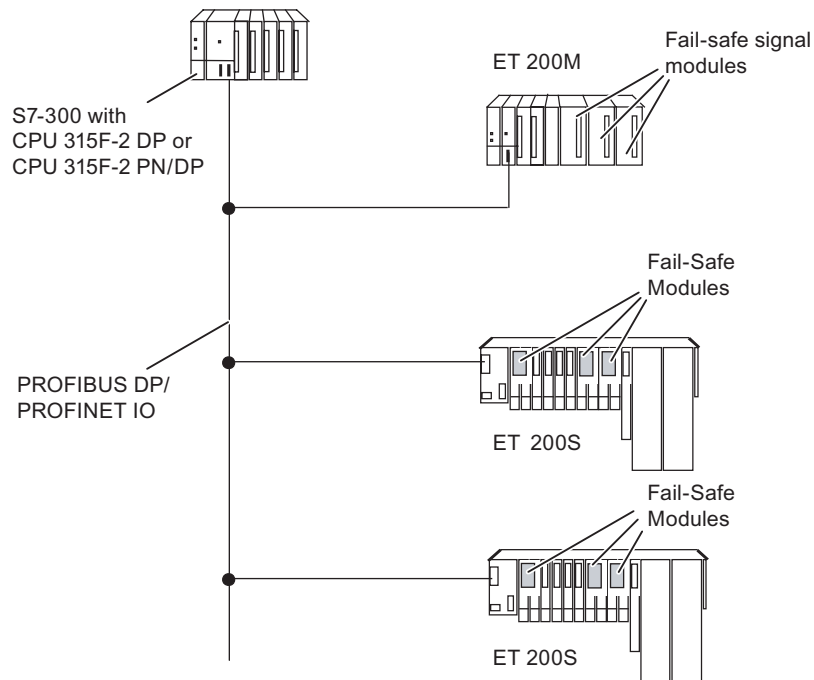 Fail-safe signal
modules
ET 200M
S7-300 with
CPU 315F-2 DP or
CPU 315F-2 PN/DP
Fail-Safe
Modules
PROFIBUS DP/
PROFINET IO
ET 200S
Fail-Safe
Modules
ET 200S